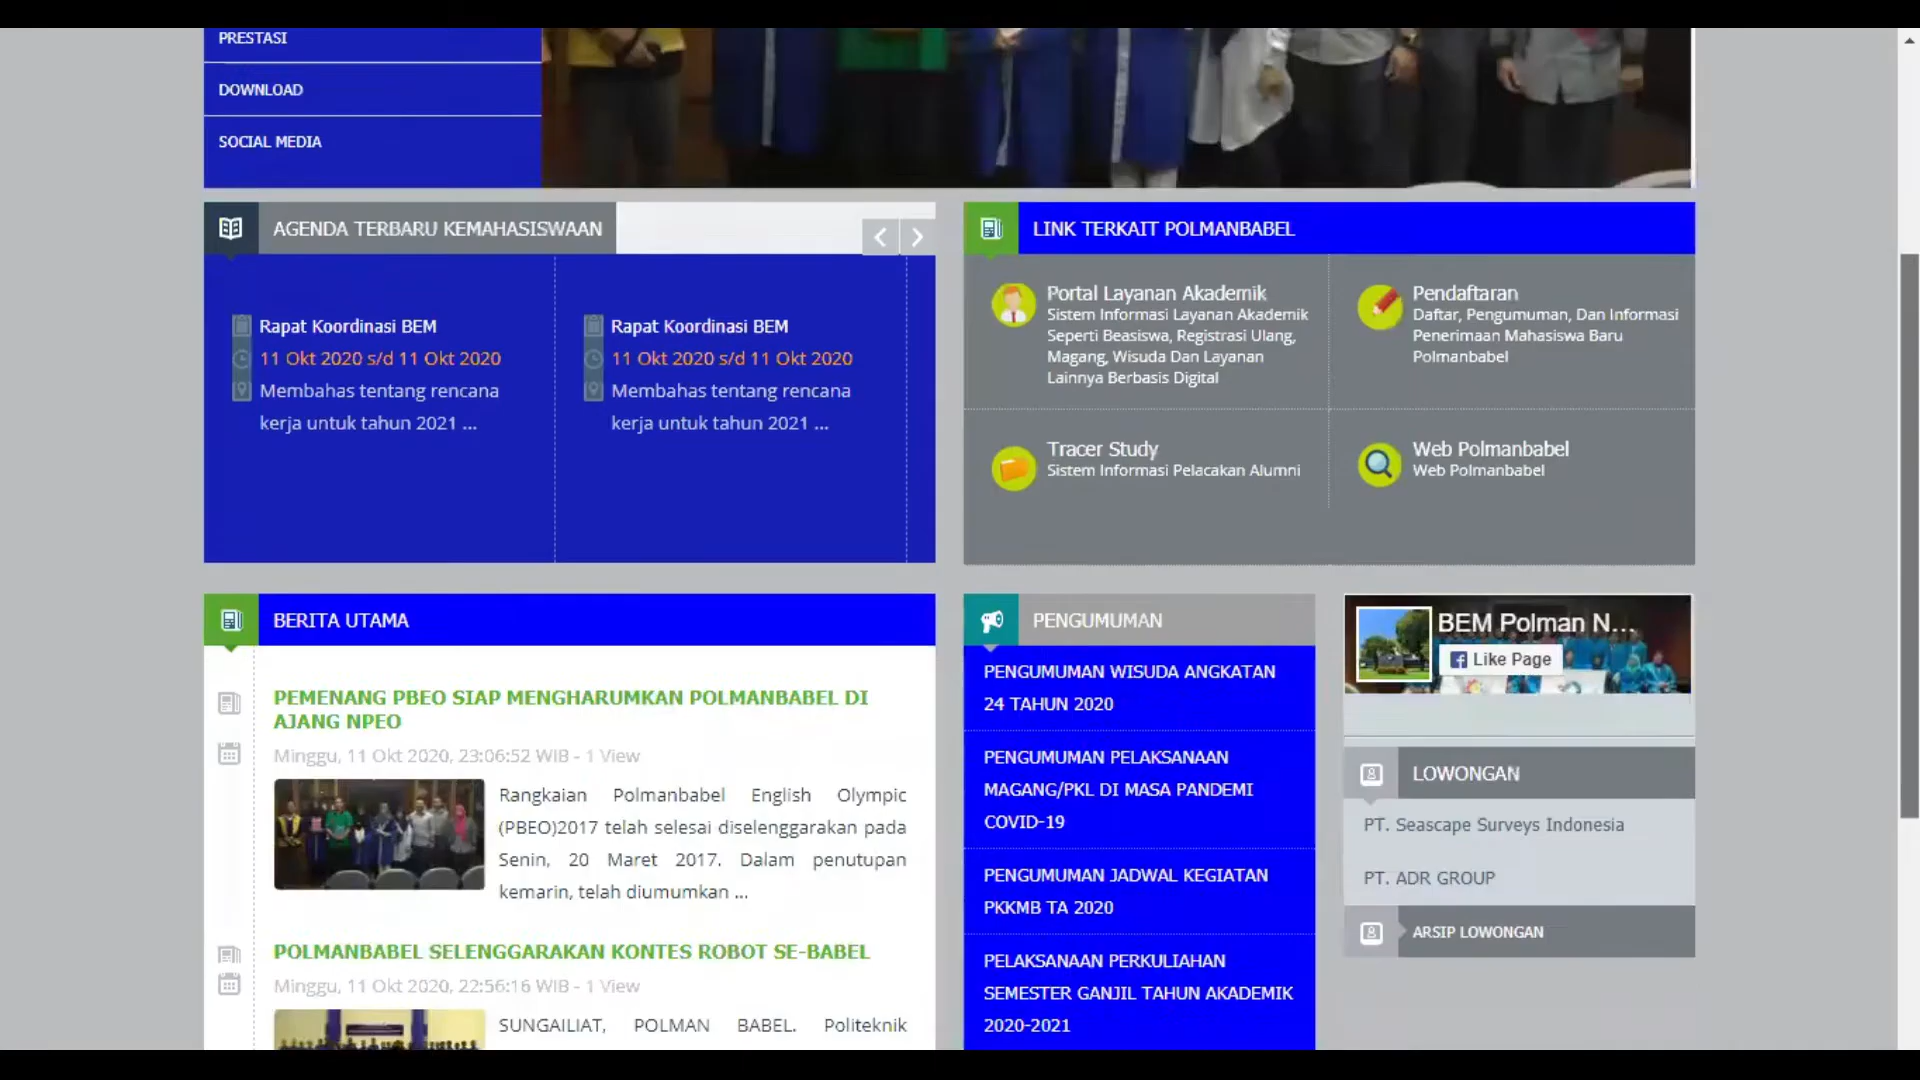 PRESTASI
DOWNLOAD
SOCIAL MEDIA
AGENDA TERBARU KEMAHASISWAAN
Rapat Koordinasi BEM
11 Okt 2020 s/d 11 Okt 2020
Membahas tentang rencana
kerja untuk tahun 2021 ...
Rapat Koordinasi BEM
11 Okt 2020 s/d 11 Okt 2020
Membahas tentang rencana
kerja untuk tahun 2021 ...
LINK TERKAIT POLMANBABEL
Portal Layanan Akademik
Sistem Informasi Layanan Akademik
Seperti Beasiswa, Registrasi Ulang,
Magang, Wisuda Dan Layanan
Lainnya Berbasis Digital
Pendaftaran
Daftar, Pengumuman, Dan Informasi
Penerimaan Mahasiswa Baru
Polmanbabel
Tracer Study
Sistem Informasi Pelacakan Alumni
Web Polmanbabel
Web Polmanbabel
BERITA UTAMA
PEMENANG PBEO SIAP MENGHARUMKAN POLMANBABEL DI
AJANG NPEO
Minggu, 11 Okt 2020, 23:06:52 WIB - 1 View
Rangkaian Polmanbabel English Olympic
(PBEO)2017 telah selesai diselenggarakan pada
Senin, 20 Maret 2017. Dalam penutupan
kemarin, telah diumumkan ...
POLMANBABEL SELENGGARAKAN KONTES ROBOT SE-BABEL
Minggu, 11 Okt 2020, 22:56:16 WIB - 1 View
SUNGAILIAT, POLMAN BABEL. Politeknik
PENGUMUMAN
PENGUMUMAN WISUDA ANGKATAN
24 TAHUN 2020
PENGUMUMAN PELAKSANAAN
MAGANG/PKL DI MASA PANDEMI
COVID-19
PENGUMUMAN JADWAL KEGIATAN
PKKMB TA 2020
PELAKSANAAN PERKULIAHAN
SEMESTER GANJIL TAHUN AKADEMIK
2020-2021
BEM Polman N...
Like Page
LOWONGAN
PT. Seascape Surveys Indonesia
PT. ADR GROUP
ARSIP LOWONGAN